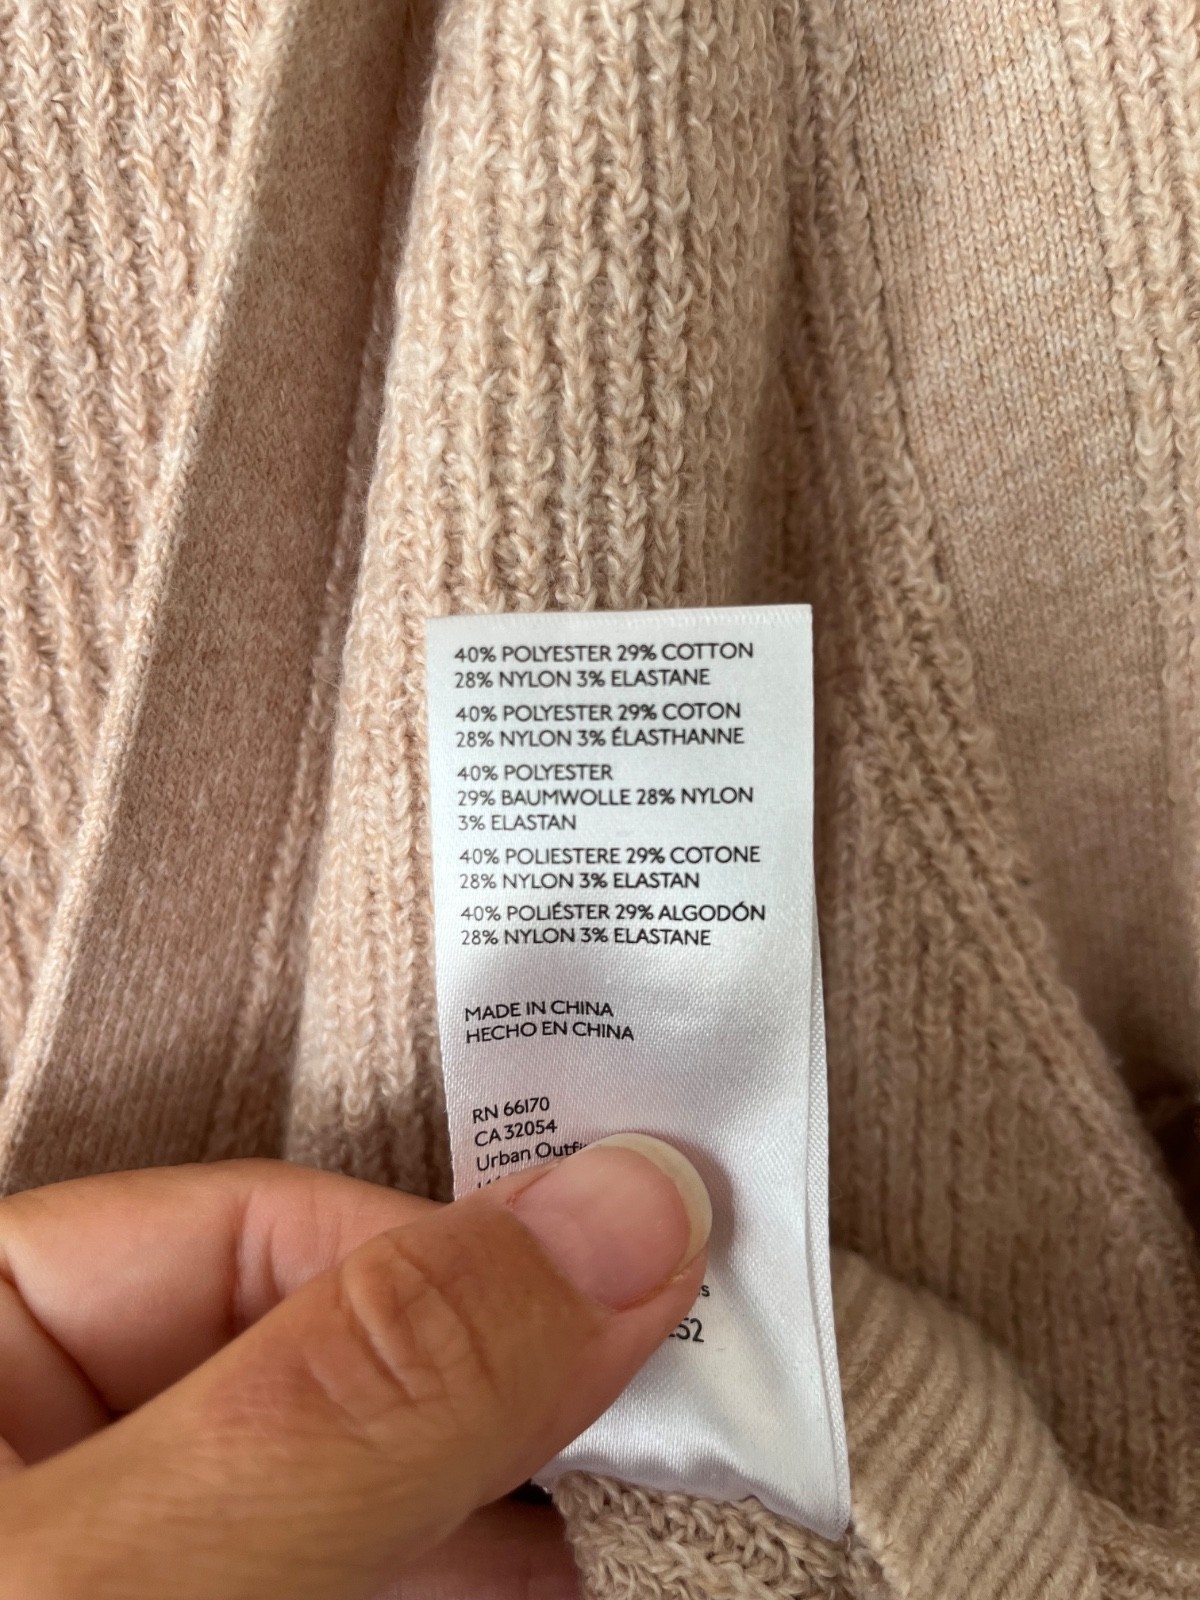 40% POLYESTER 29% COTTON
28% NYLON 3% ELASTANE
40% POLYESTER 29% COTON
28% NYLON 3% ÉLASTHANNE
40% POLYESTER
29% BAUMWOLLE 28% NYLON
3% ELASTAN
40% POLIESTERE 29% COTONE
28% NYLON 3% ELASTAN
40% POLIÉSTER 29% ALGODÓN
28% NYLON 3% ELASTANE
MADE IN CHINA
HECHO EN CHINA
RN 66170
CA 32054
Urban